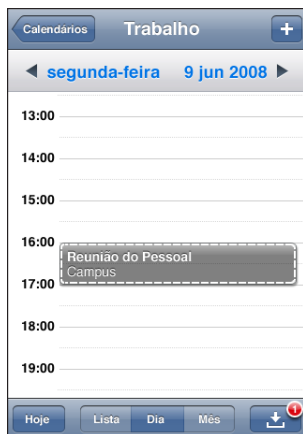 Calendários
Trabalho
+
segunda-feira 9 jun 2008
13:00
14:00
15:00
16:00
Reunião do Pessoal
Campus
17:00
18:00
19:00
Hoje
Lista
Dia
Mês
1